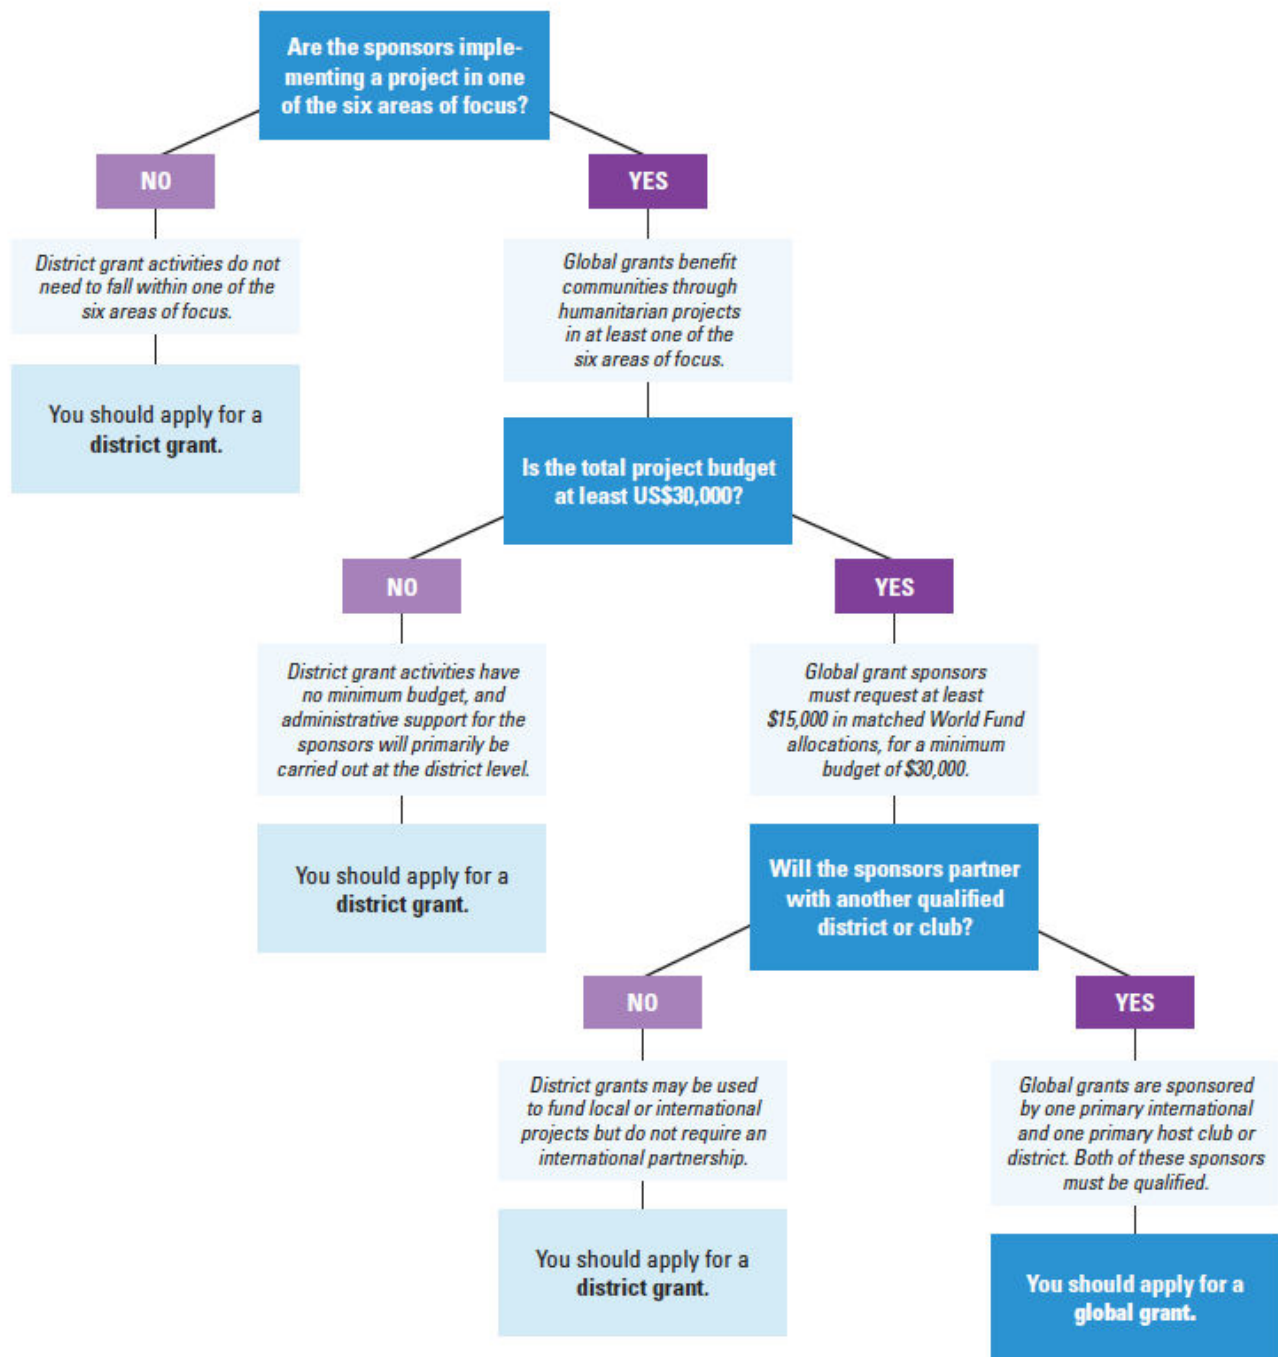 Are the sponsors imple-
menting a project in one
of the six areas of focus?
NO
YES
District grant activities do not
need to fall within one of the
six areas of focus.
Global grants benefit
communities through
humanitarian projects
in at least one of the
six areas of focus.
You should apply for a
district grant.
Is the total project budget
at least US$30,000?
NO
YES
District grant activities have
no minimum budget, and
administrative support for the
sponsors will primarily be
carried out at the district level.
Global grant sponsors
must request at least
$15,000 in matched World Fund
allocations, for a minimum
budget of $30,000.
You should apply for a
district grant.
Will the sponsors partner
with another qualified
district or club?
NO
YES
District grants may be used
to fund local or international
projects but do not require an
international partnership.
Global grants are sponsored
by one primary international
and one primary host club or
district. Both of these sponsors
must be qualified.
You should apply for a
district grant.
You should apply for a
global grant.